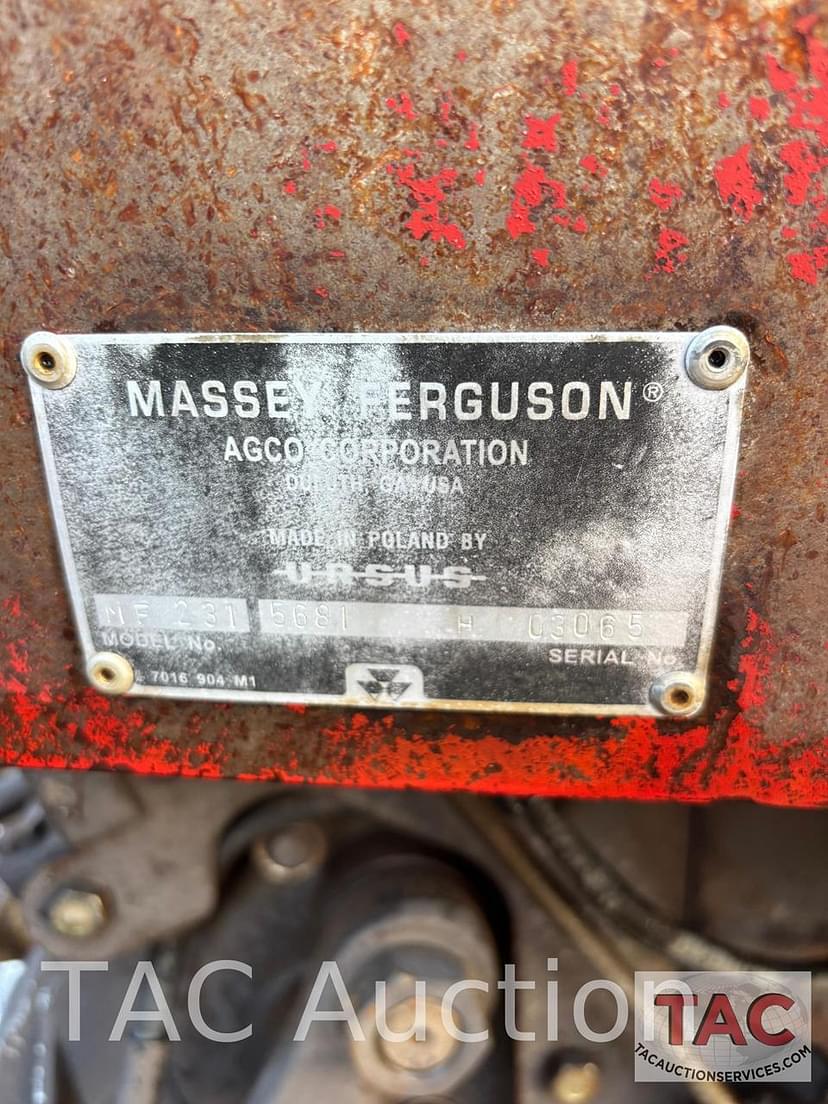 MASSEY FERGUSON®
AGCO CORPORATION
DULUTH, GA. USA
MADE IN POLAND BY
URSUS
MF 231 5681 H 03065
MODEL No. SERIAL No
7016 904 M1
TAC Auction
TAC
TACAUCTIONSERVICES.COM